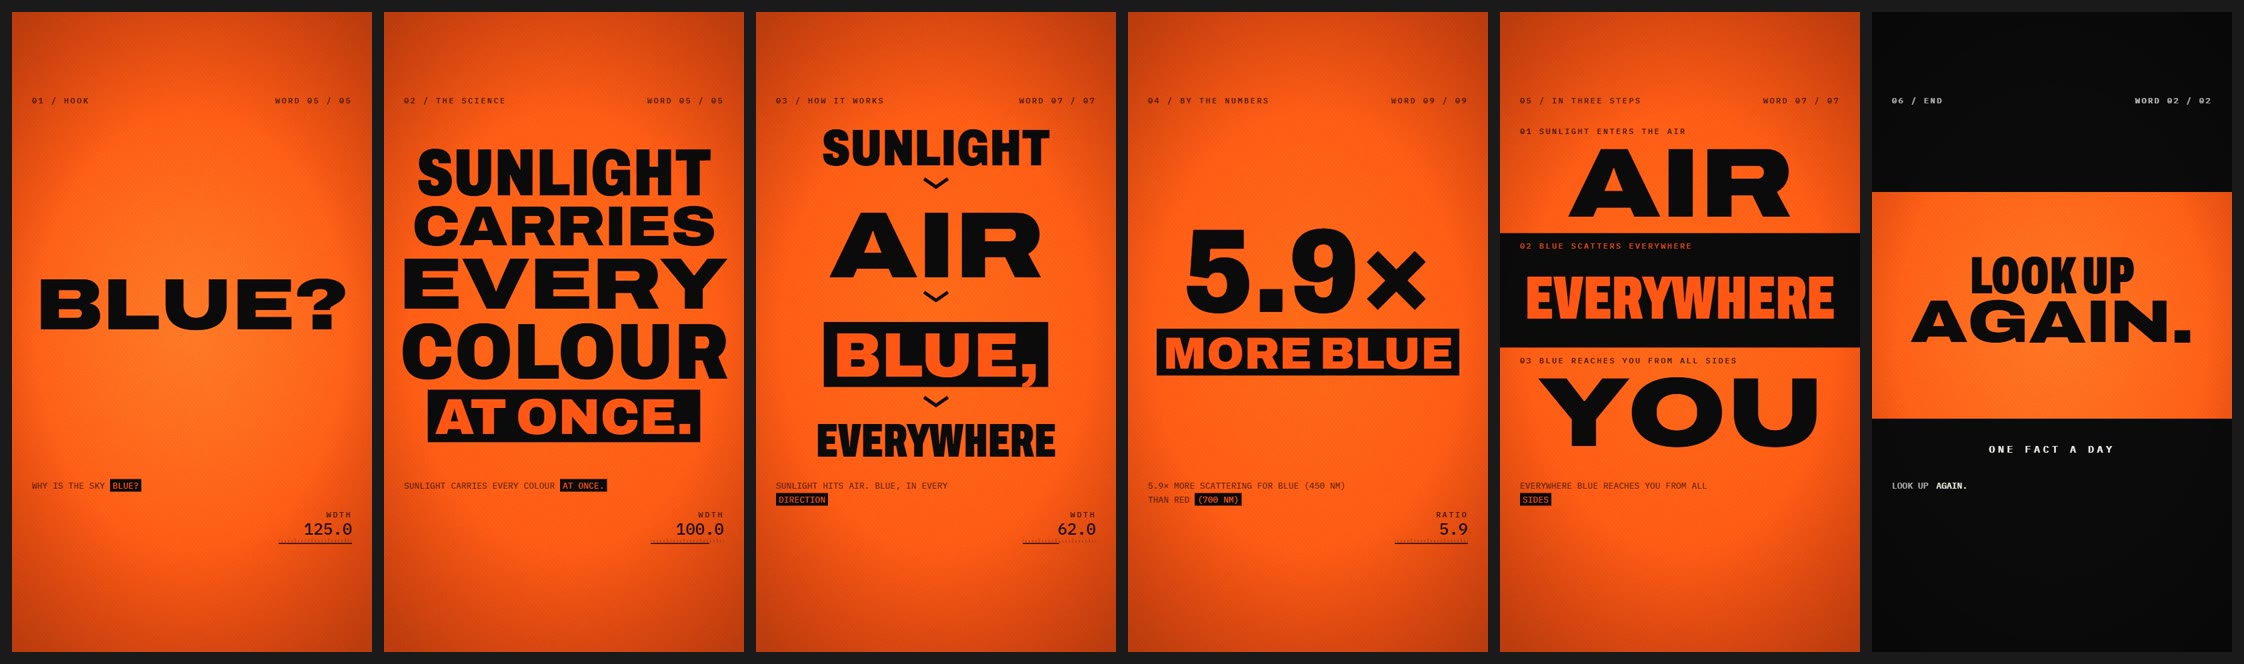 01 / HOOK
WORD 05 / 05
BLUE?
WHY IS THE SKY BLUE?
WDTH
125.0
02 / THE SCIENCE
WORD 05 / 05
SUNLIGHT
CARRIES
EVERY
COLOUR
AT ONCE.
SUNLIGHT CARRIES EVERY COLOUR AT ONCE.
WDTH
100.0
03 / HOW IT WORKS
WORD 07 / 07
SUNLIGHT
AIR
BLUE,
EVERYWHERE
SUNLIGHT HITS AIR. BLUE, IN EVERY
DIRECTION
WDTH
62.0
04 / BY THE NUMBERS
WORD 09 / 09
5.9×
MORE BLUE
5.9× MORE SCATTERING FOR BLUE (450 NM)
THAN RED (700 NM)
RATIO
5.9
05 / IN THREE STEPS
WORD 07 / 07
01 SUNLIGHT ENTERS THE AIR
AIR
02 BLUE SCATTERS EVERYWHERE
EVERYWHERE
03 BLUE REACHES YOU FROM ALL SIDES
YOU
EVERYWHERE BLUE REACHES YOU FROM ALL
SIDES
06 / END
WORD 02 / 02
LOOK UP
AGAIN.
ONE FACT A DAY
LOOK UP AGAIN.